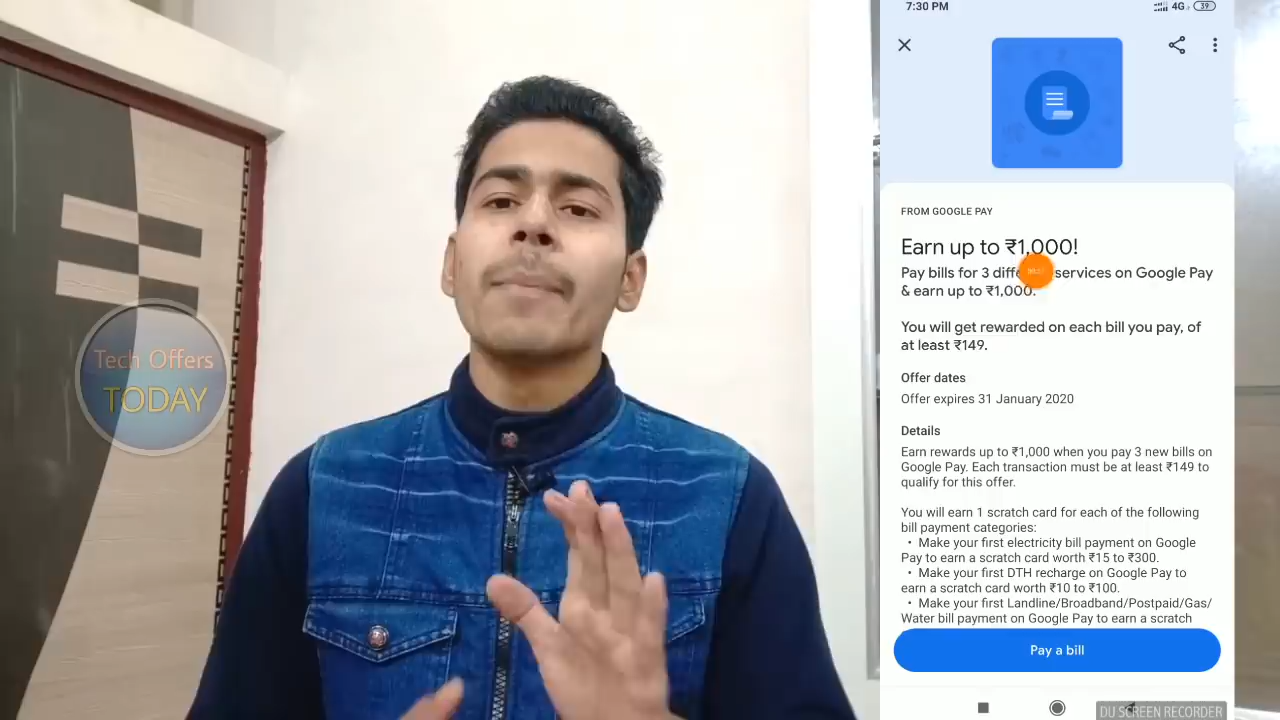 Tech Offers
TODAY
7:30 PM
4G
39
FROM GOOGLE PAY
Earn up to ₹1,000!
Pay bills for 3 services on Google Pay
& earn up to ₹1,000.
You will get rewarded on each bill you pay, of
at least ₹149.
Offer dates
Offer expires 31 January 2020
Details
Earn rewards up to ₹1,000 when you pay 3 new bills on
Google Pay. Each transaction must be at least ₹149 to
qualify for this offer.
You will earn 1 scratch card for each of the following
bill payment categories:
• Make your first electricity bill payment on Google
Pay to earn a scratch card worth ₹15 to ₹300.
• Make your first DTH recharge on Google Pay to
earn a scratch card worth ₹10 to ₹100.
• Make your first Landline/Broadband/Postpaid/Gas/
Water bill payment on Google Pay to earn a scratch
Pay a bill
DU SCREEN RECORDER